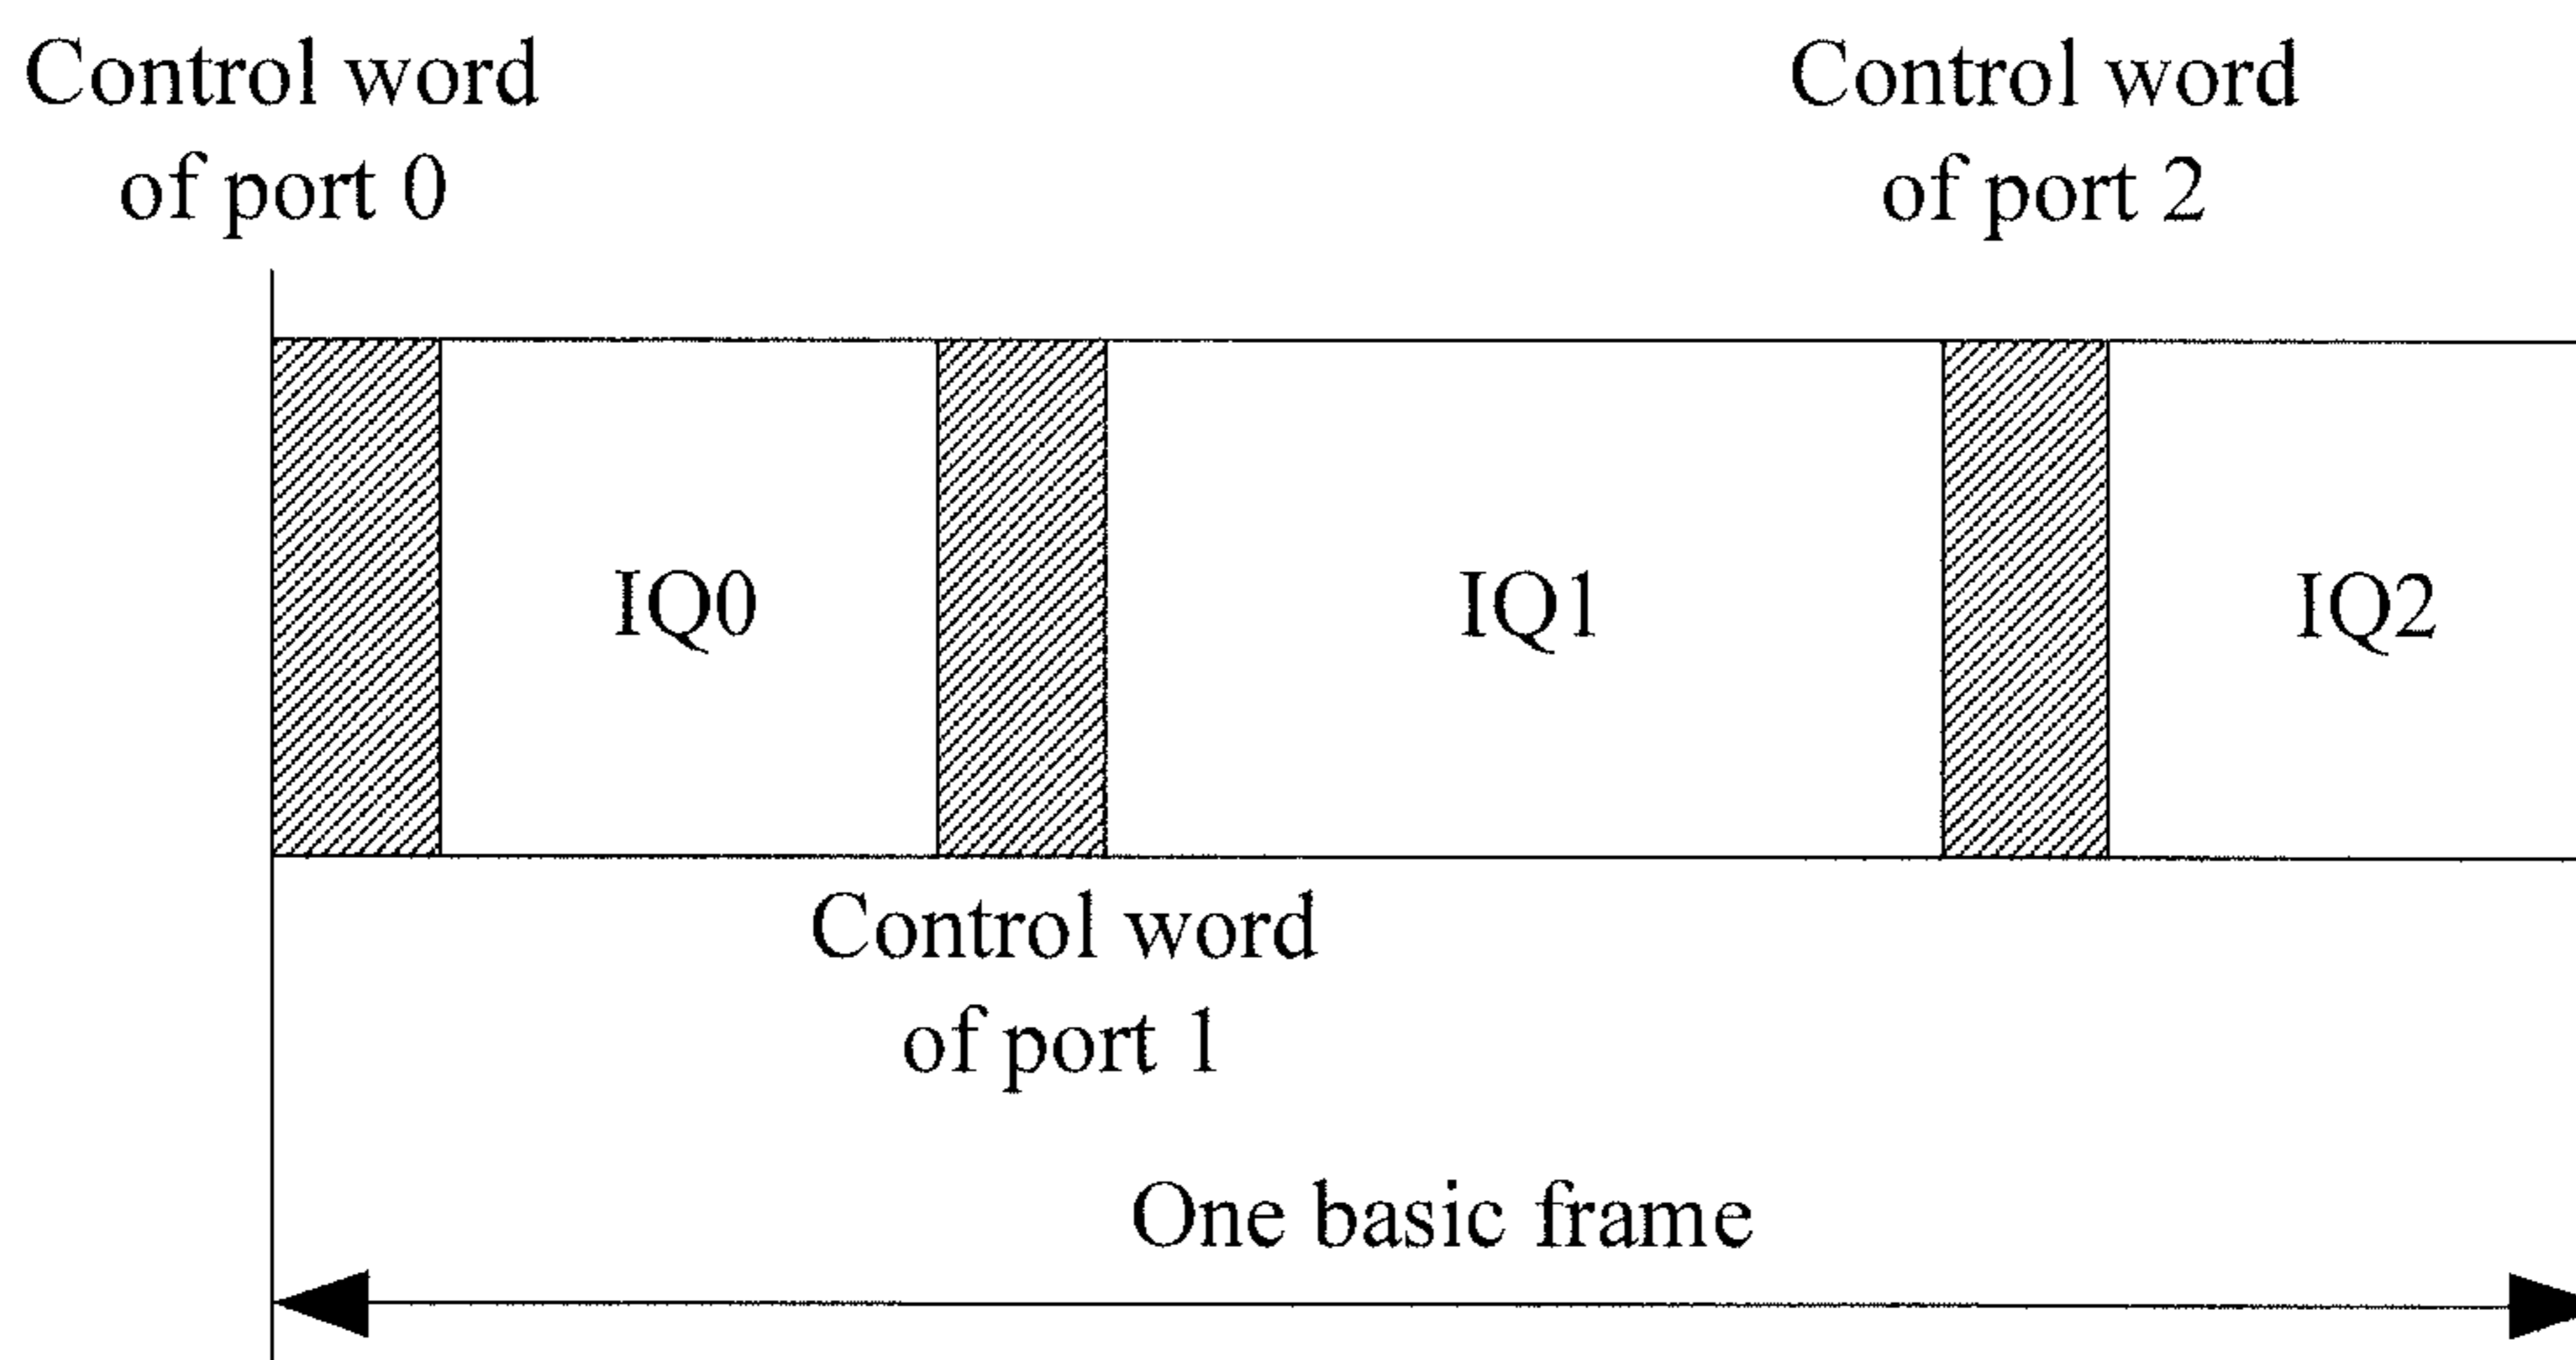 Control word
of port 0
Control word
of port 2
IQ0
IQ1
IQ2
Control word
of port 1
One basic frame